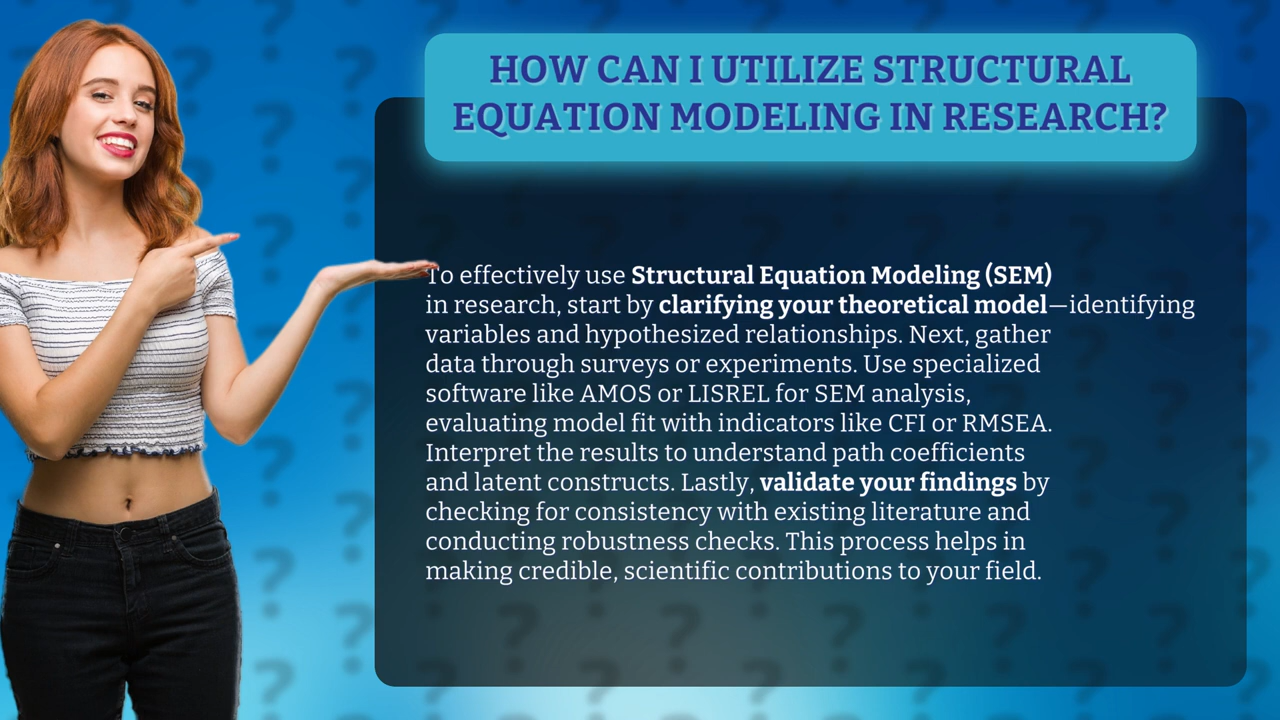 HOW CAN I UTILIZE STRUCTURAL
EQUATION MODELING IN RESEARCH?
To effectively use Structural Equation Modeling (SEM)
in research, start by clarifying your theoretical model—identifying
variables and hypothesized relationships. Next, gather
data through surveys or experiments. Use specialized
software like AMOS or LISREL for SEM analysis,
evaluating model fit with indicators like CFI or RMSEA.
Interpret the results to understand path coefficients
and latent constructs. Lastly, validate your findings by
checking for consistency with existing literature and
conducting robustness checks. This process helps in
making credible, scientific contributions to your field.